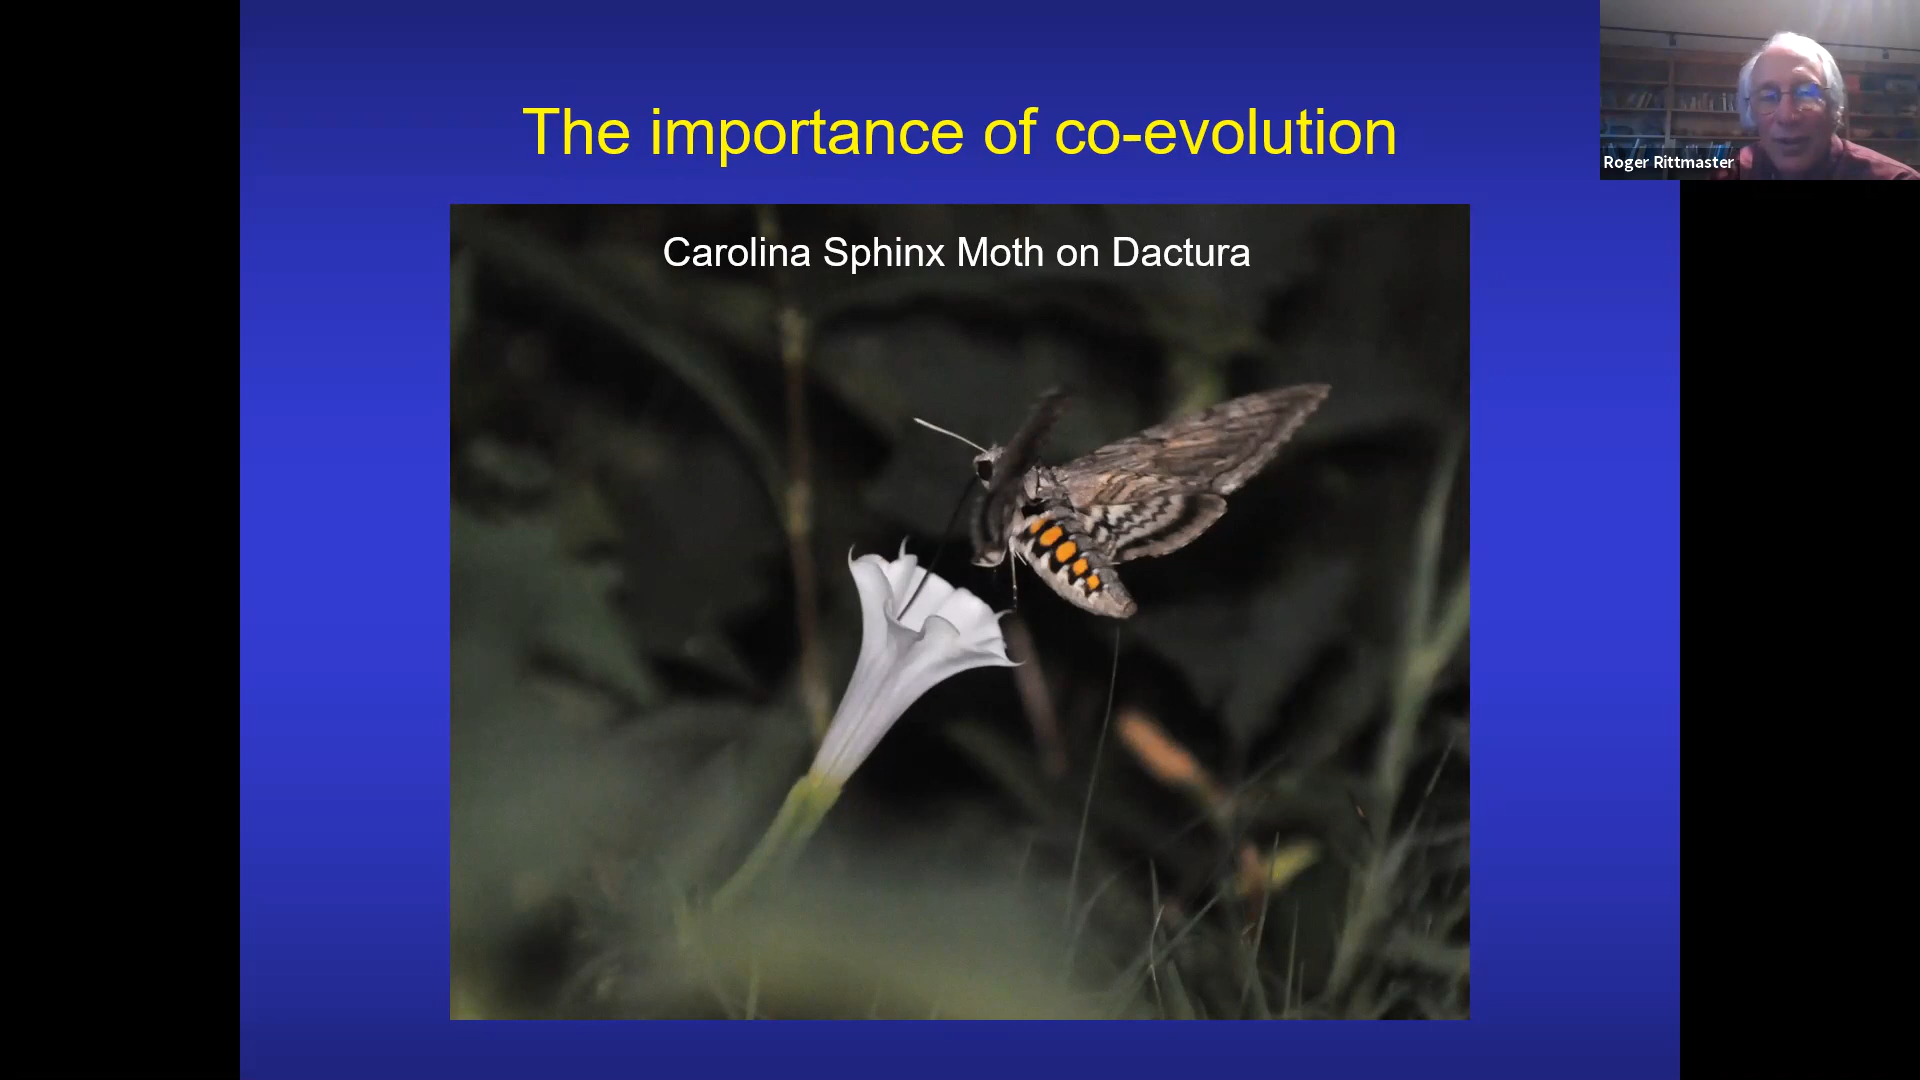 The importance of co-evolution
Roger Rittmaster
Carolina Sphinx Moth on Dactura